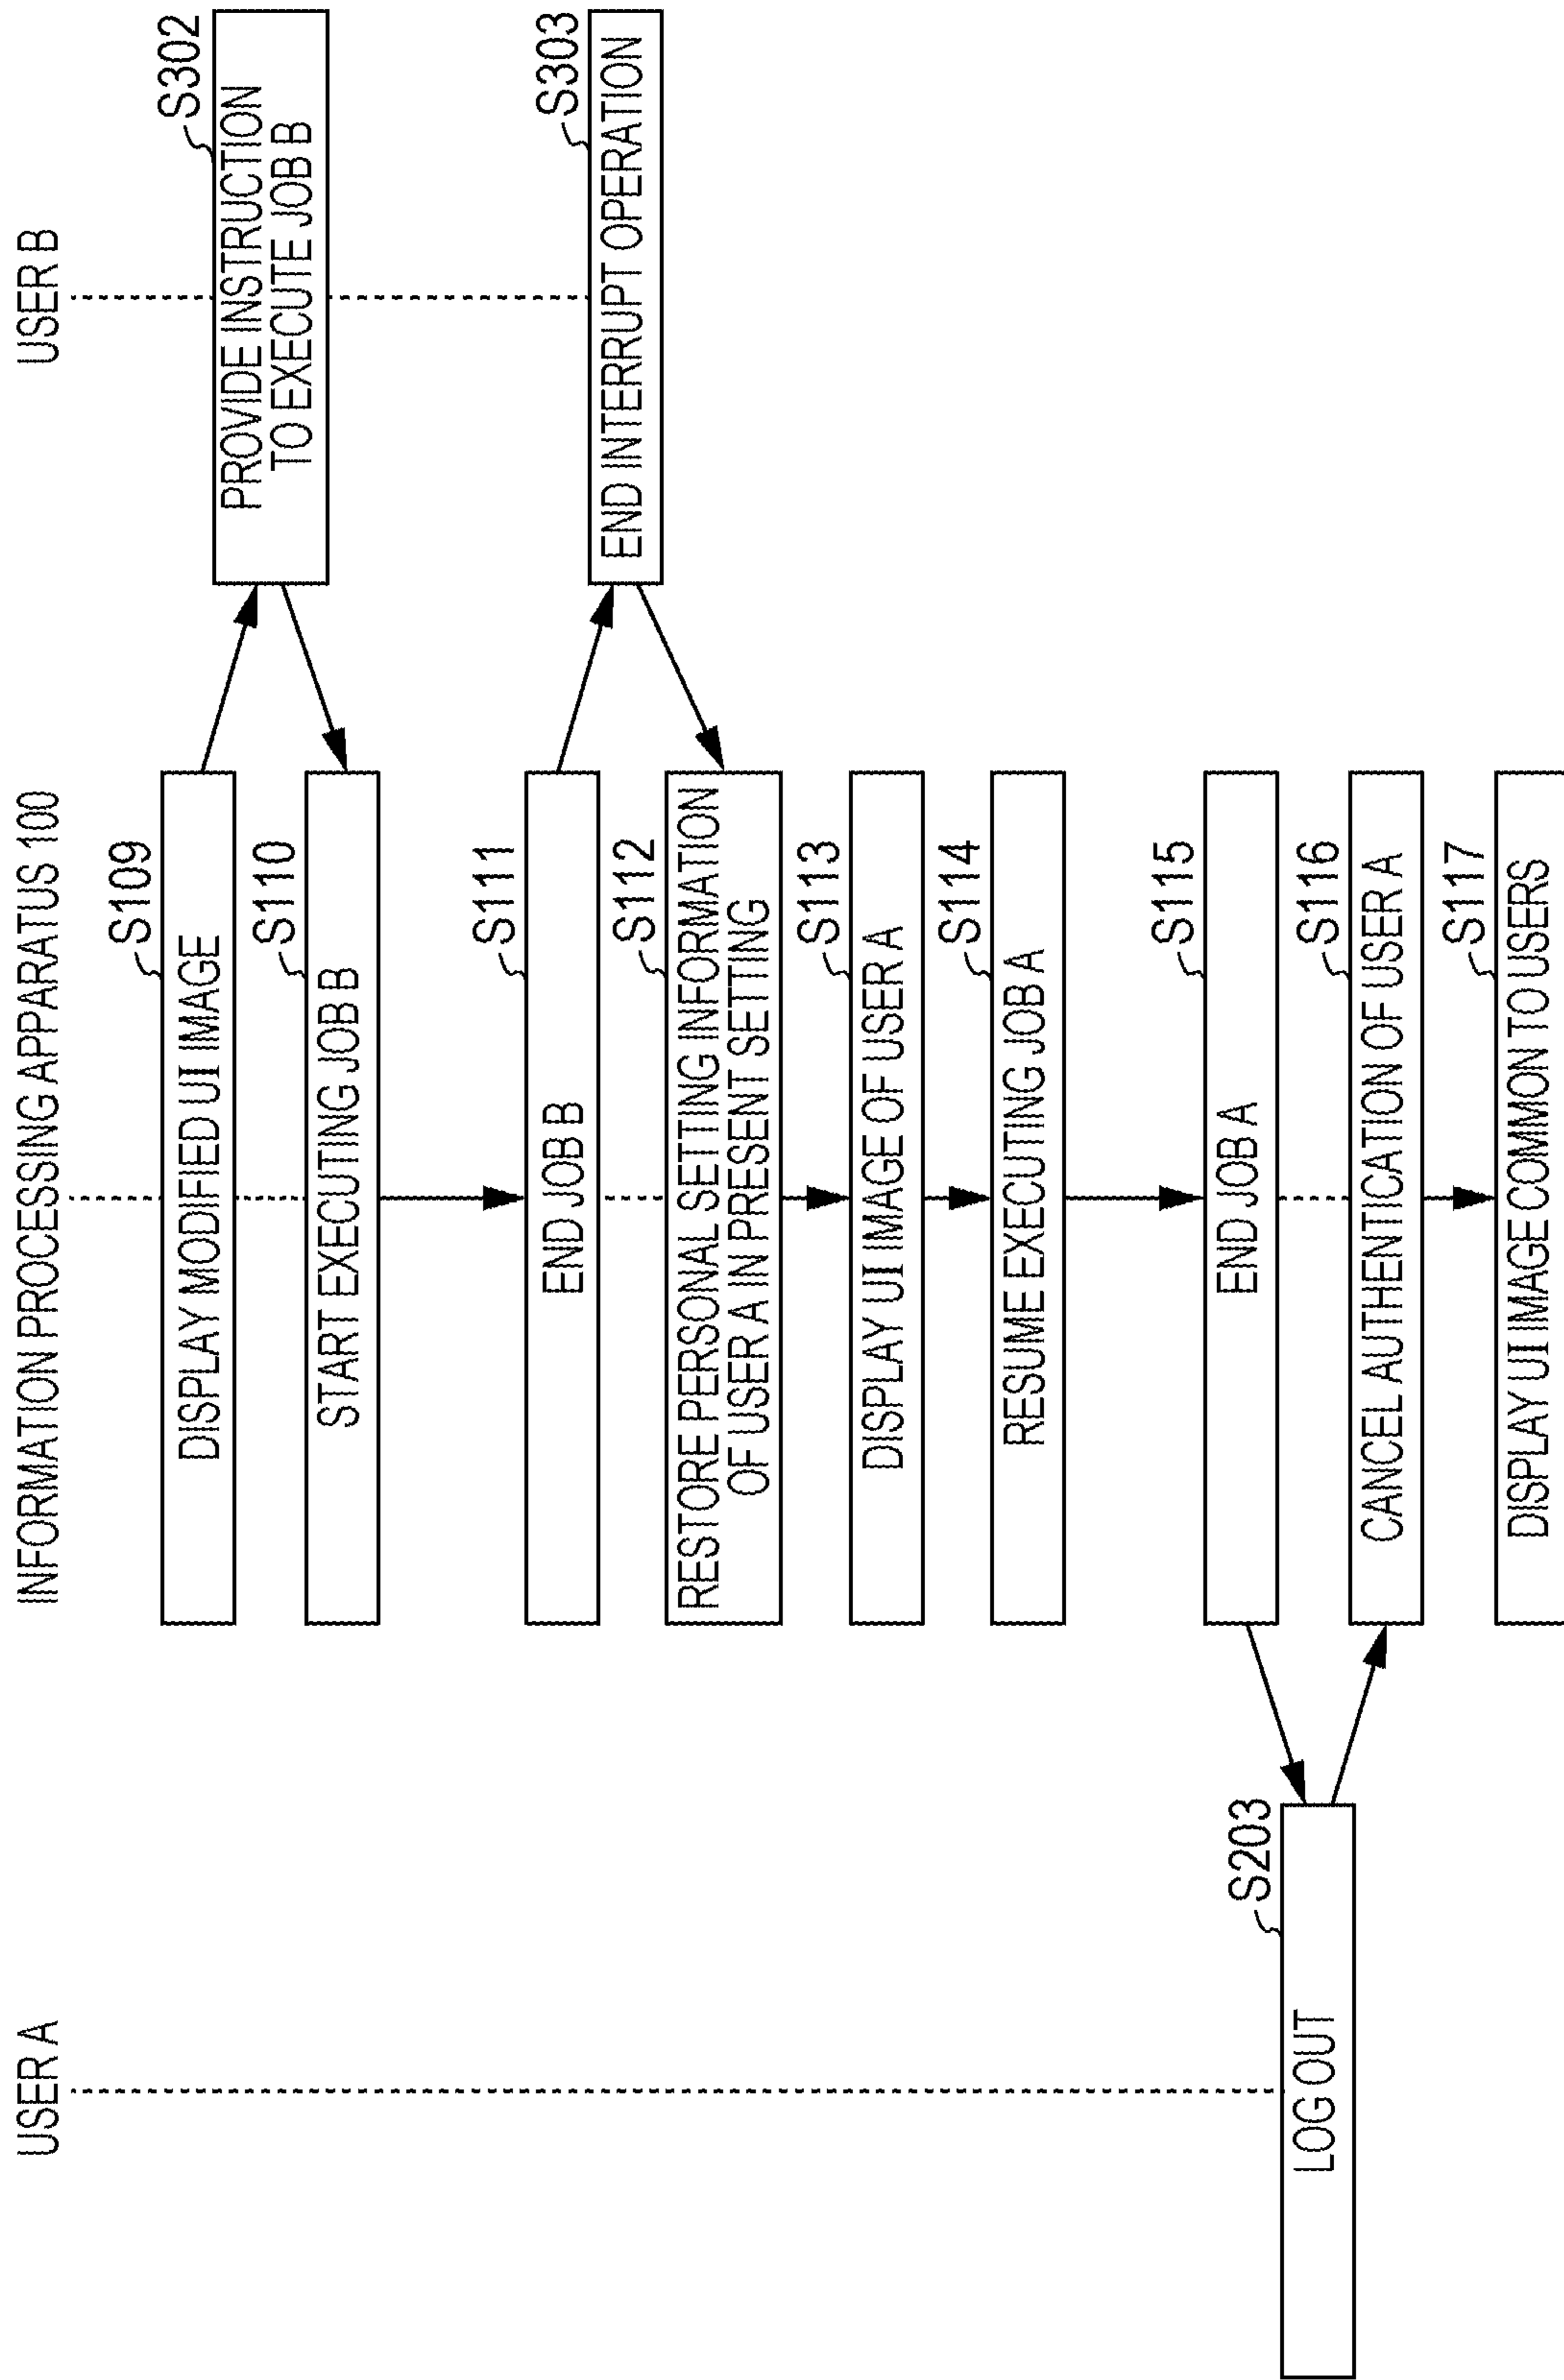 USER A
INFORMATION PROCESSING APPARATUS 100
USER B
S109
DISPLAY MODIFIED UI IMAGE
S302
PROVIDE INSTRUCTION
TO EXECUTE JOB B
S110
START EXECUTING JOB B
S111
END JOB B
S303
END INTERRUPT OPERATION
S112
RESTORE PERSONAL SETTING INFORMATION
OF USER A IN PRESENT SETTING
S113
DISPLAY UI IMAGE OF USER A
S114
RESUME EXECUTING JOB A
S115
END JOB A
S203
LOG OUT
S116
CANCEL AUTHENTICATION OF USER A
S117
DISPLAY UI IMAGE COMMON TO USERS